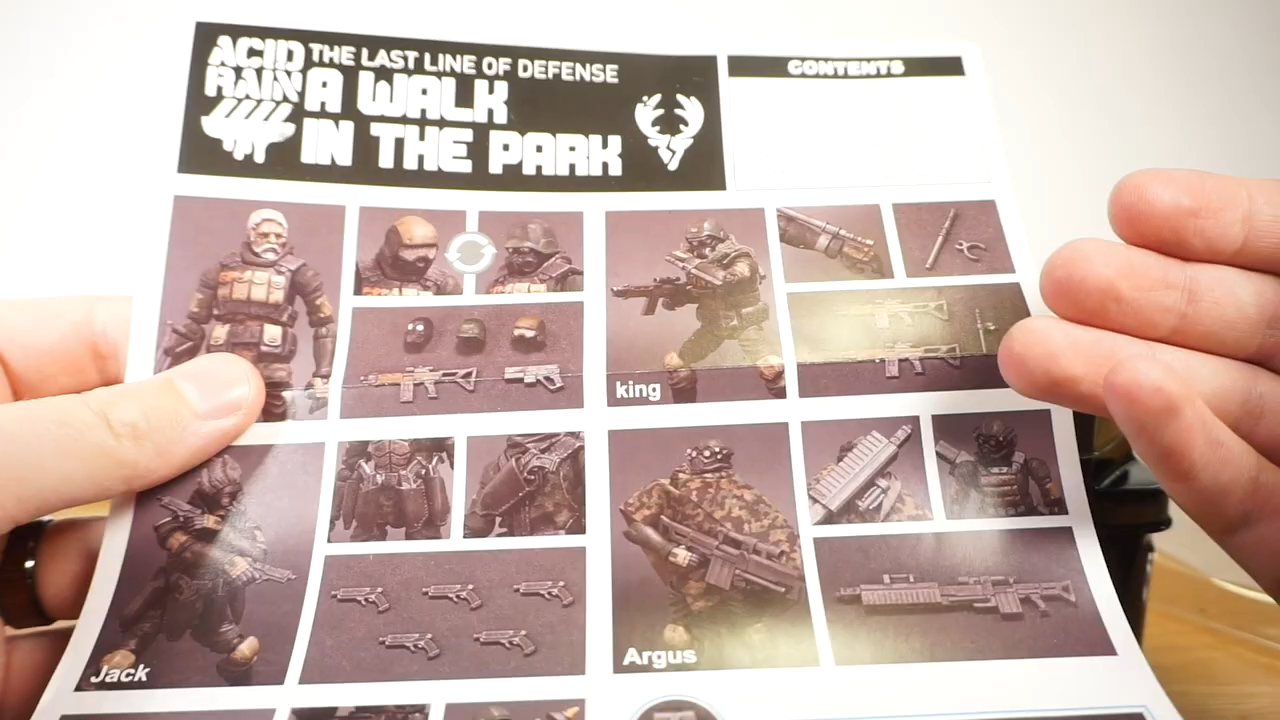 ACID RAIN
THE LAST LINE OF DEFENSE
A WALK
IN THE PARK
CONTENTS
king
Jack
Argus